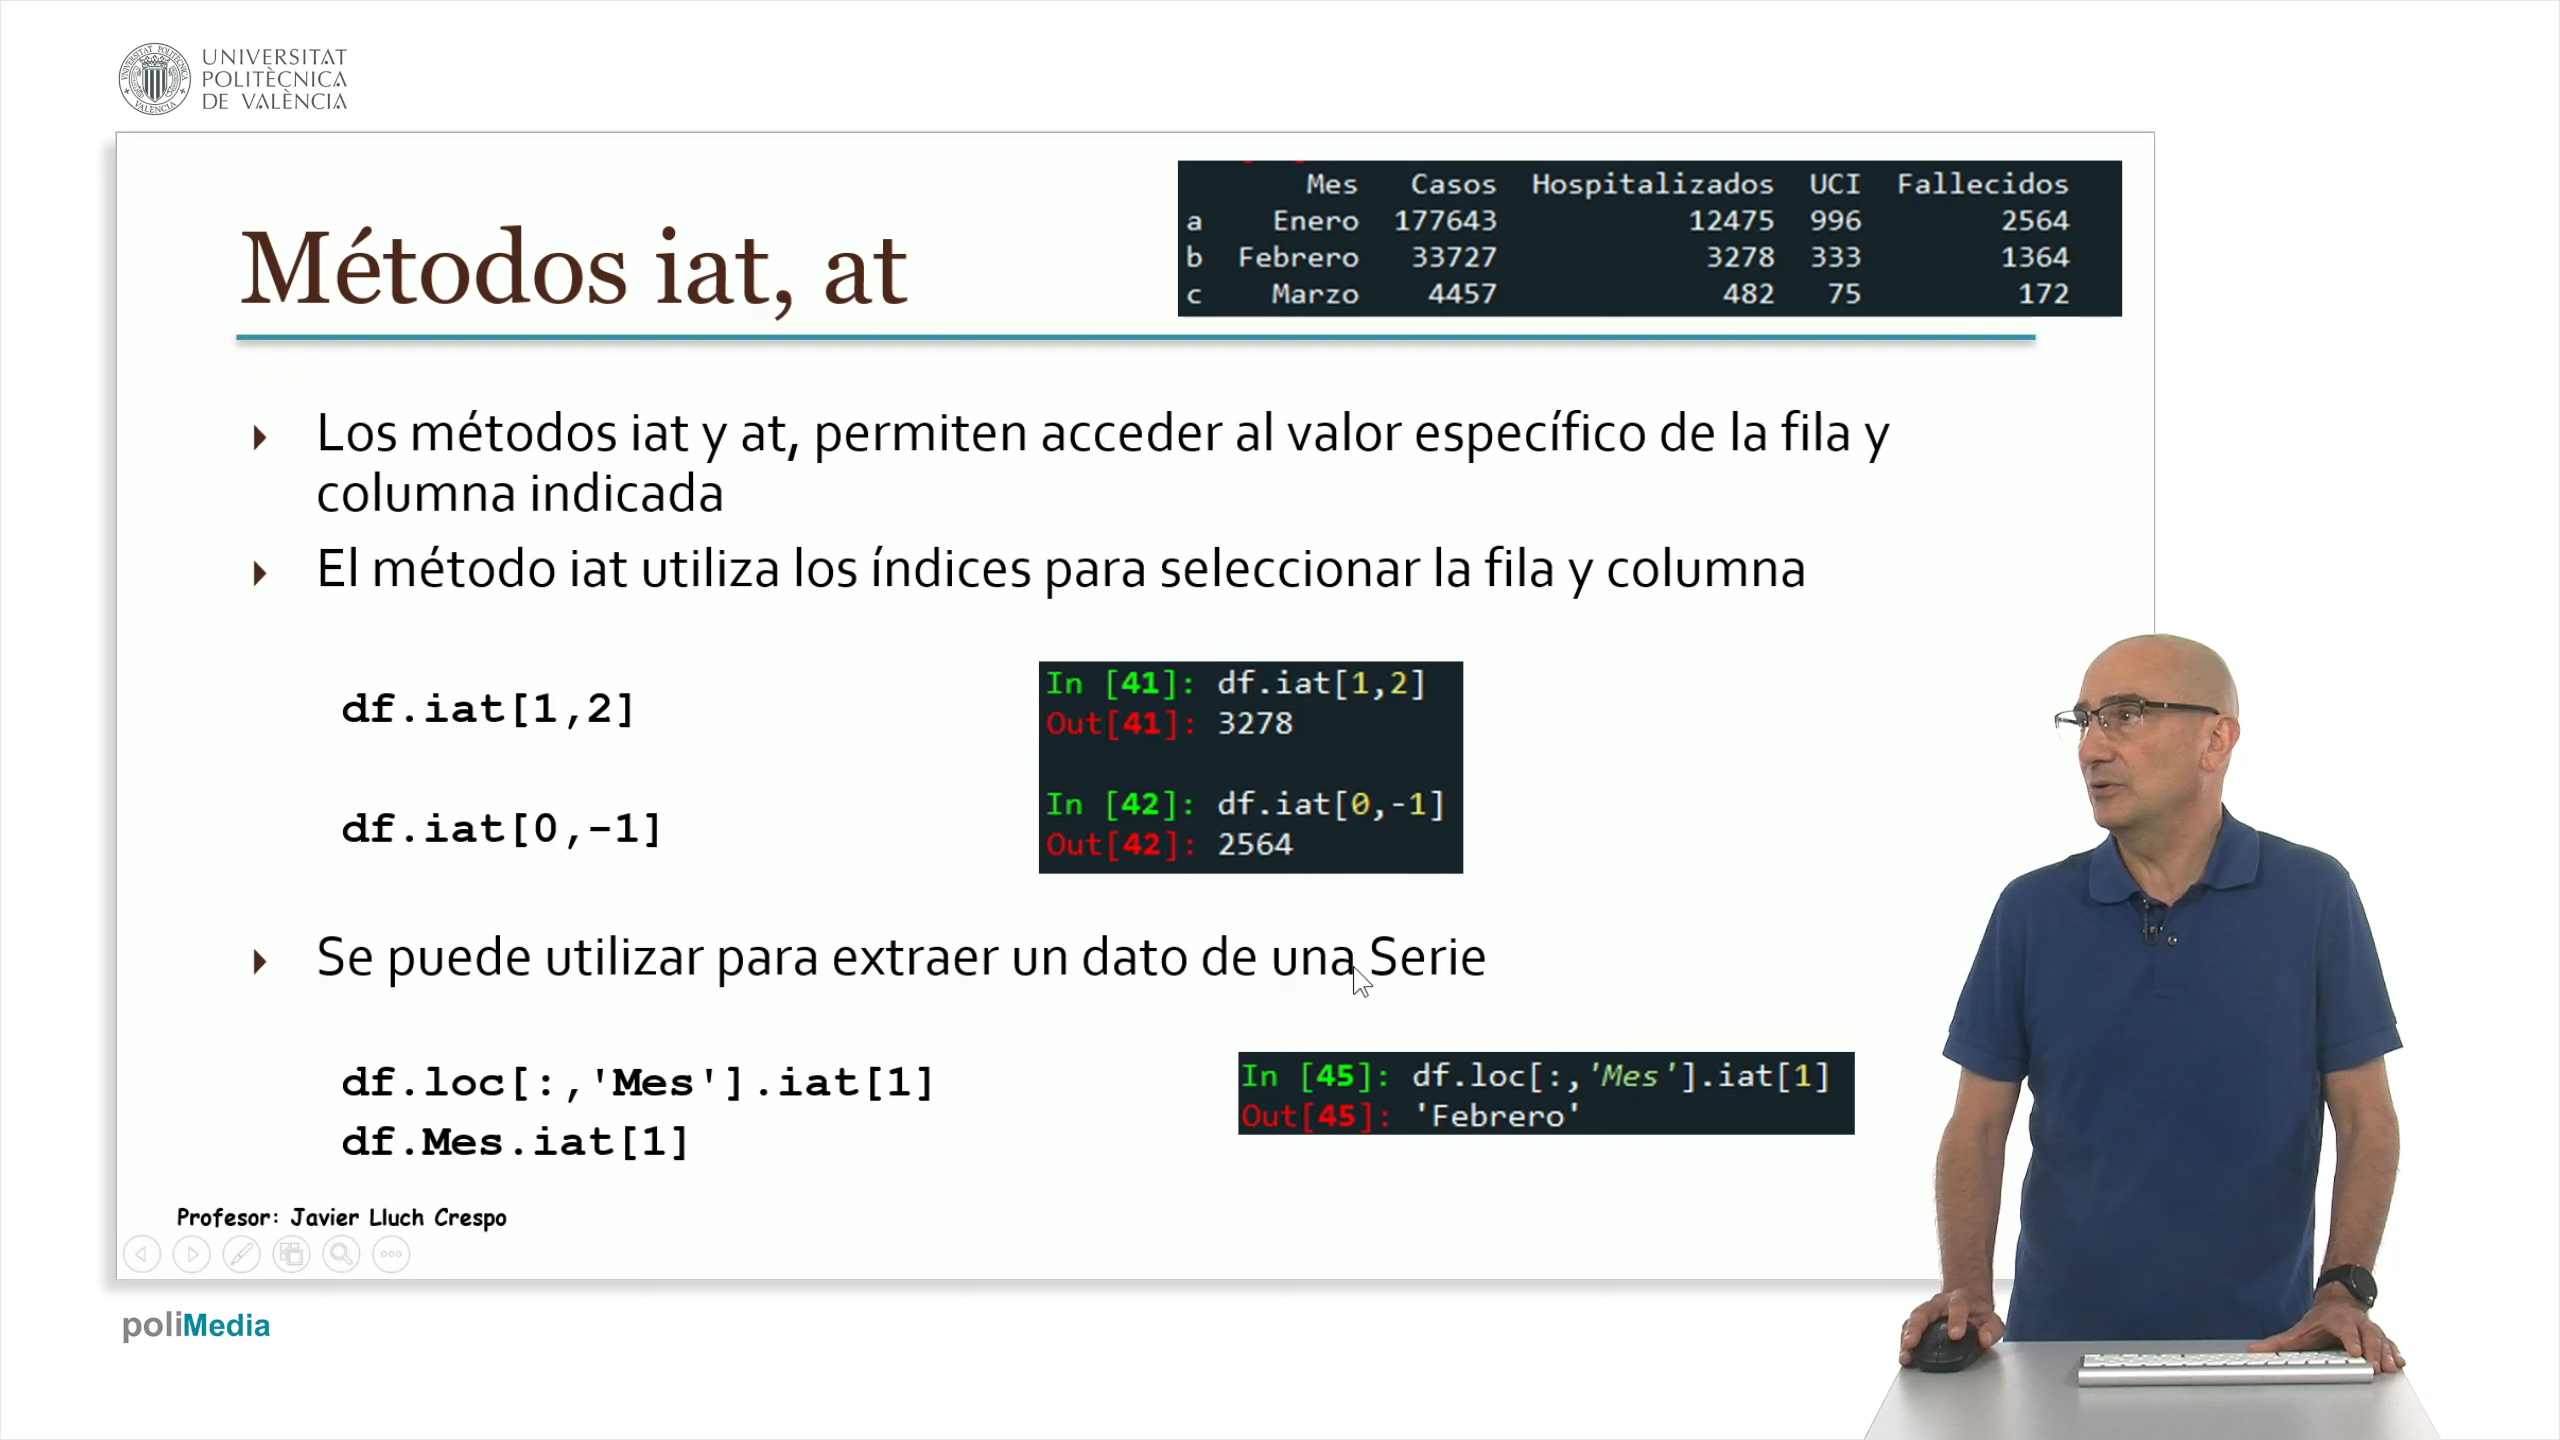 UNIVERSITAT
POLITÈCNICA
DE VALÈNCIA
Métodos iat, at
Mes Casos Hospitalizados UCI Fallecidos
a Enero 177643 12475 996 2564
b Febrero 33727 3278 333 1364
c Marzo 4457 482 75 172
Los métodos iat y at, permiten acceder al valor específico de la fila y
columna indicada
El método iat utiliza los índices para seleccionar la fila y columna
df.iat[1,2]
In [41]: df.iat[1,2]
Out[41]: 3278
df.iat[0,-1]
In [42]: df.iat[0,-1]
Out[42]: 2564
Se puede utilizar para extraer un dato de una Serie
df.loc[:,'Mes'].iat[1]
df.Mes.iat[1]
In [45]: df.loc[:,'Mes'].iat[1]
Out[45]: 'Febrero'
Profesor: Javier Lluch Crespo
poliMedia